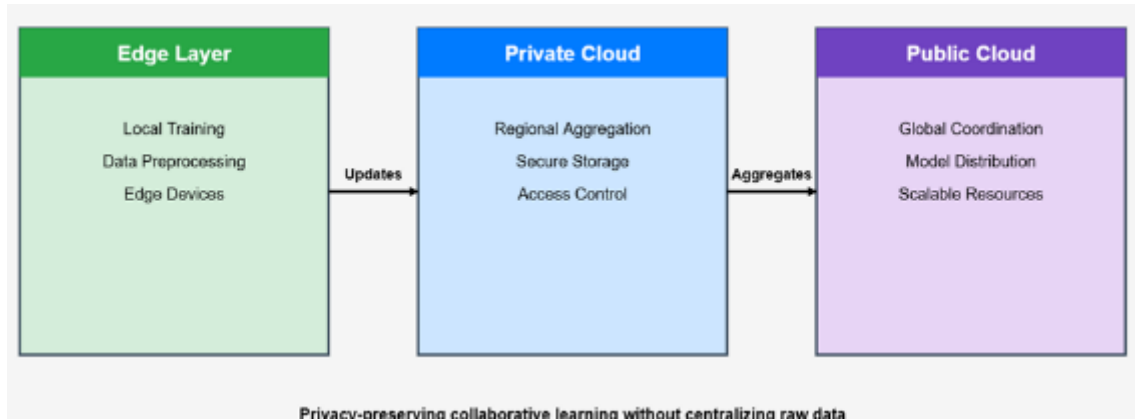 Edge Layer
Local Training
Data Preprocessing
Edge Devices
Updates
Private Cloud
Regional Aggregation
Secure Storage
Access Control
Aggregates
Public Cloud
Global Coordination
Model Distribution
Scalable Resources
Privacy-preserving collaborative learning without centralizing raw data